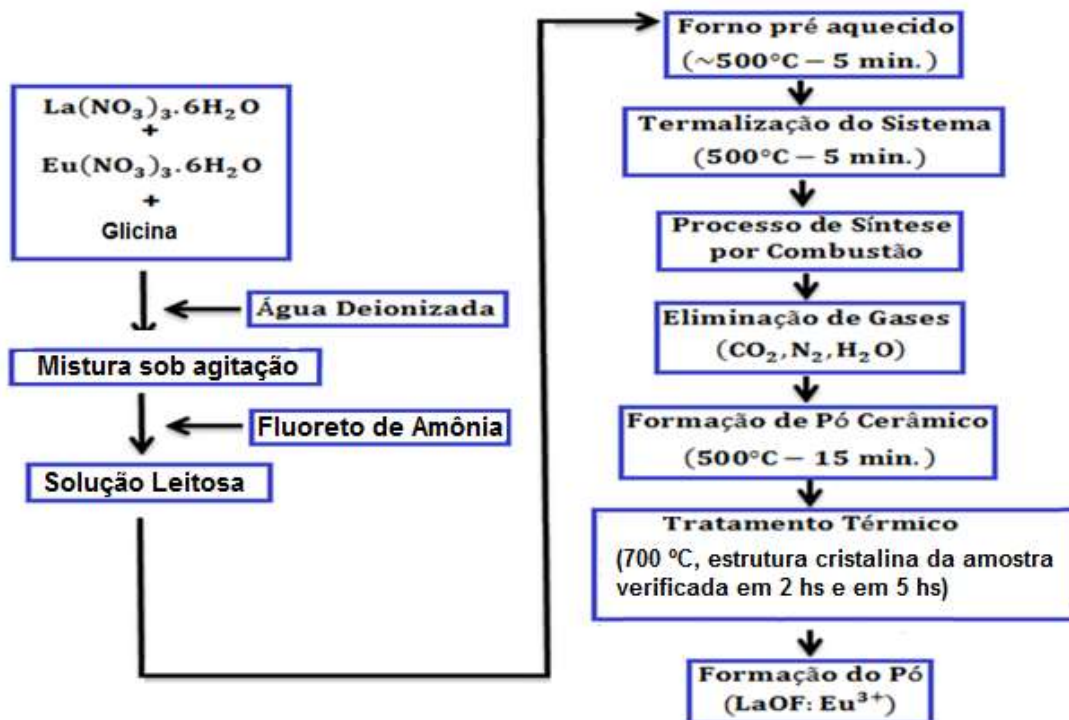 La(NO₃)₃.6H₂O
+
Eu(NO₃)₃.6H₂O
+
Glicina
Água Deionizada
Mistura sob agitação
Fluoreto de Amônia
Solução Leitosa
Forno pré aquecido
(~500°C − 5 min.)
Termalização do Sistema
(500°C − 5 min.)
Processo de Síntese
por Combustão
Eliminação de Gases
(CO₂, N₂, H₂O)
Formação de Pó Cerâmico
(500°C − 15 min.)
Tratamento Térmico
(700 ºC, estrutura cristalina da amostra
verificada em 2 hs e em 5 hs)
Formação do Pó
(LaOF: Eu³⁺)